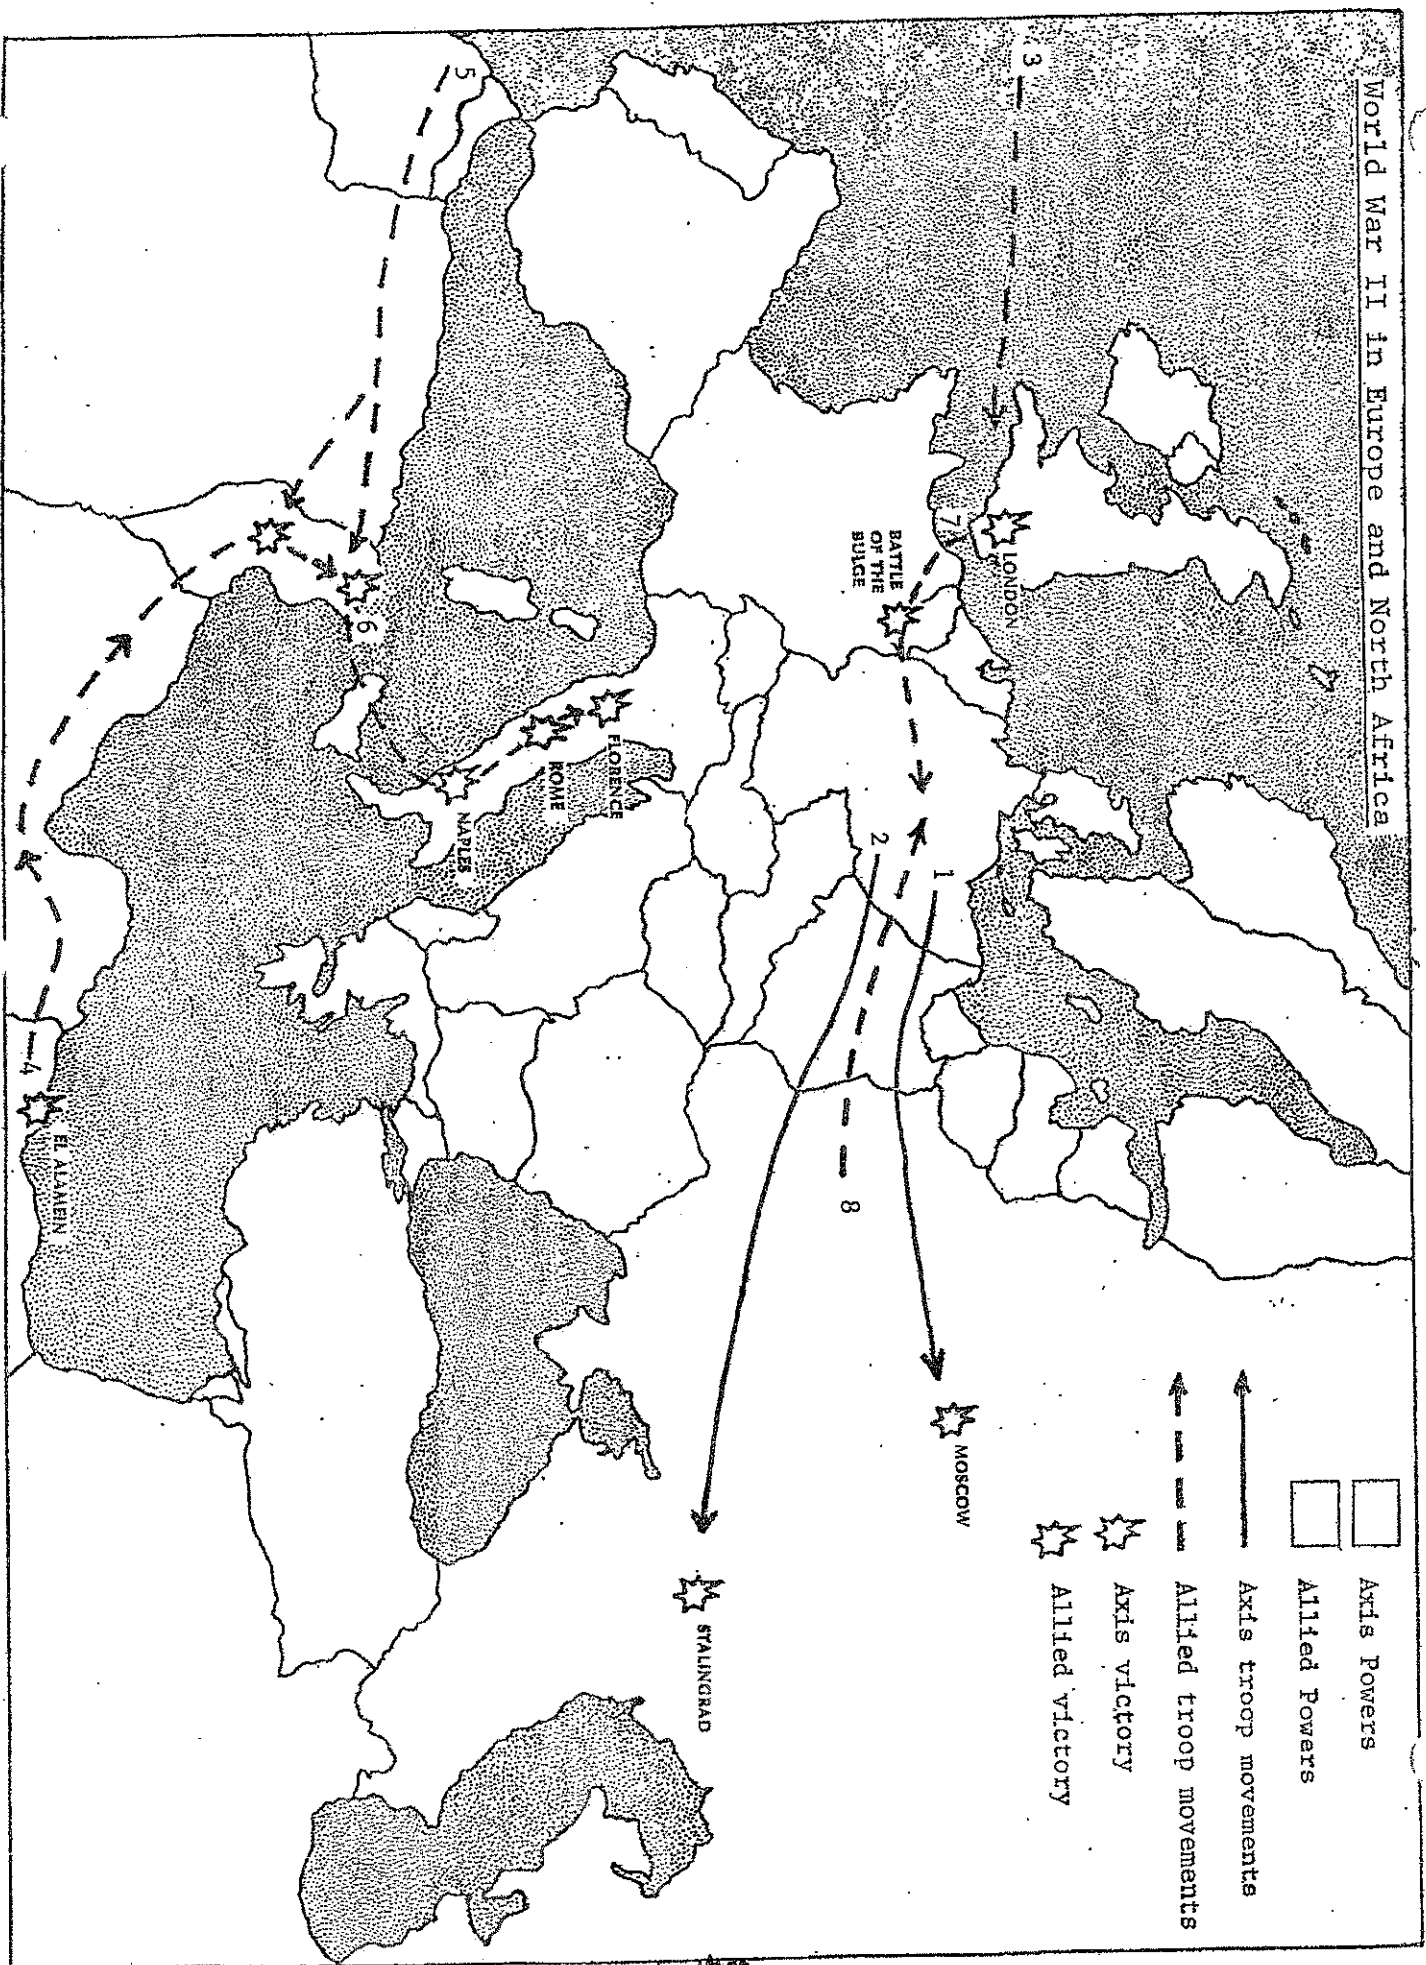 World War II in Europe and North Africa
Axis Powers
Allied Powers
Axis troop movements
Allied troop movements
Axis victory
Allied victory
3
LONDON
7
BATTLE
OF THE
BULGE
1
2
8
MOSCOW
STALINGRAD
5
6
FLORENCE
ROME
NAPLES
4
EL ALAMEIN